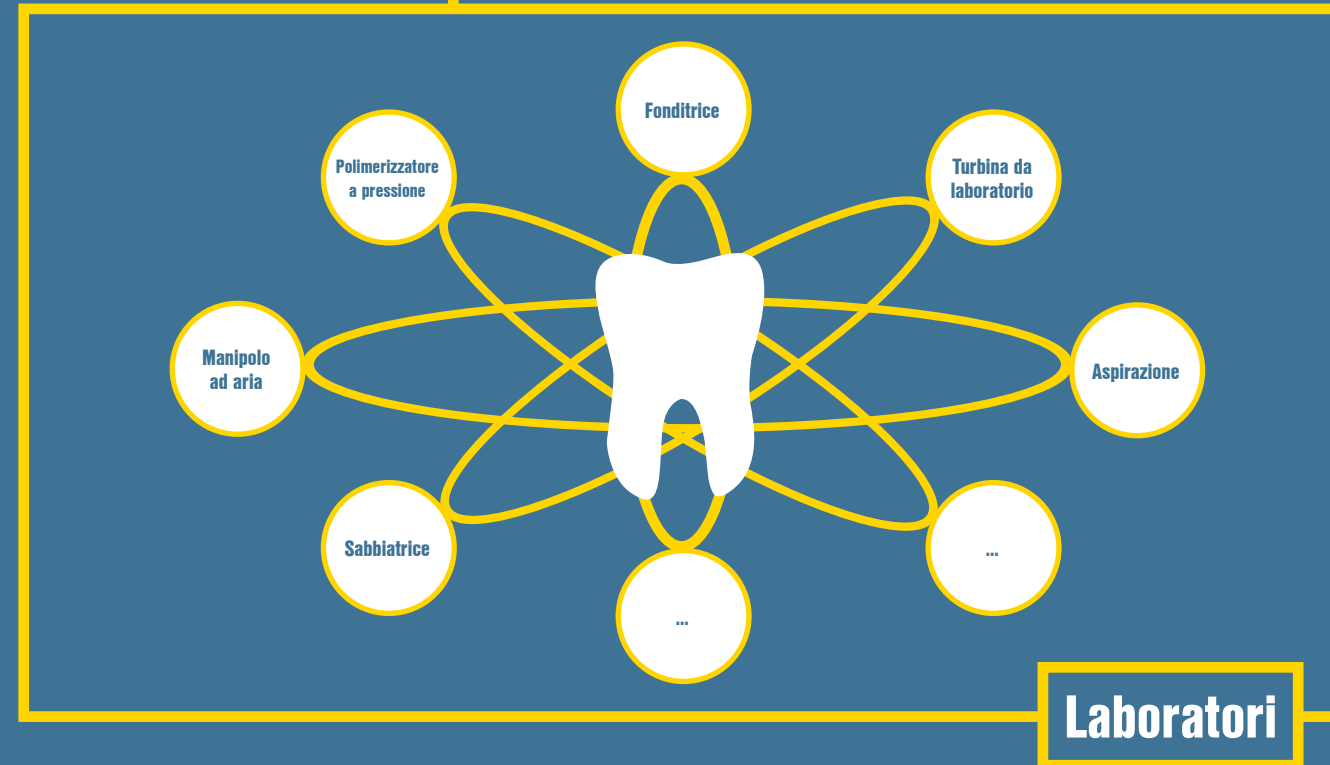 Fonditrice
Polimerizzatore
a pressione
Turbina da
laboratorio
Manipolo
ad aria
Aspirazione
Sabbiatrice
...
...
Laboratori